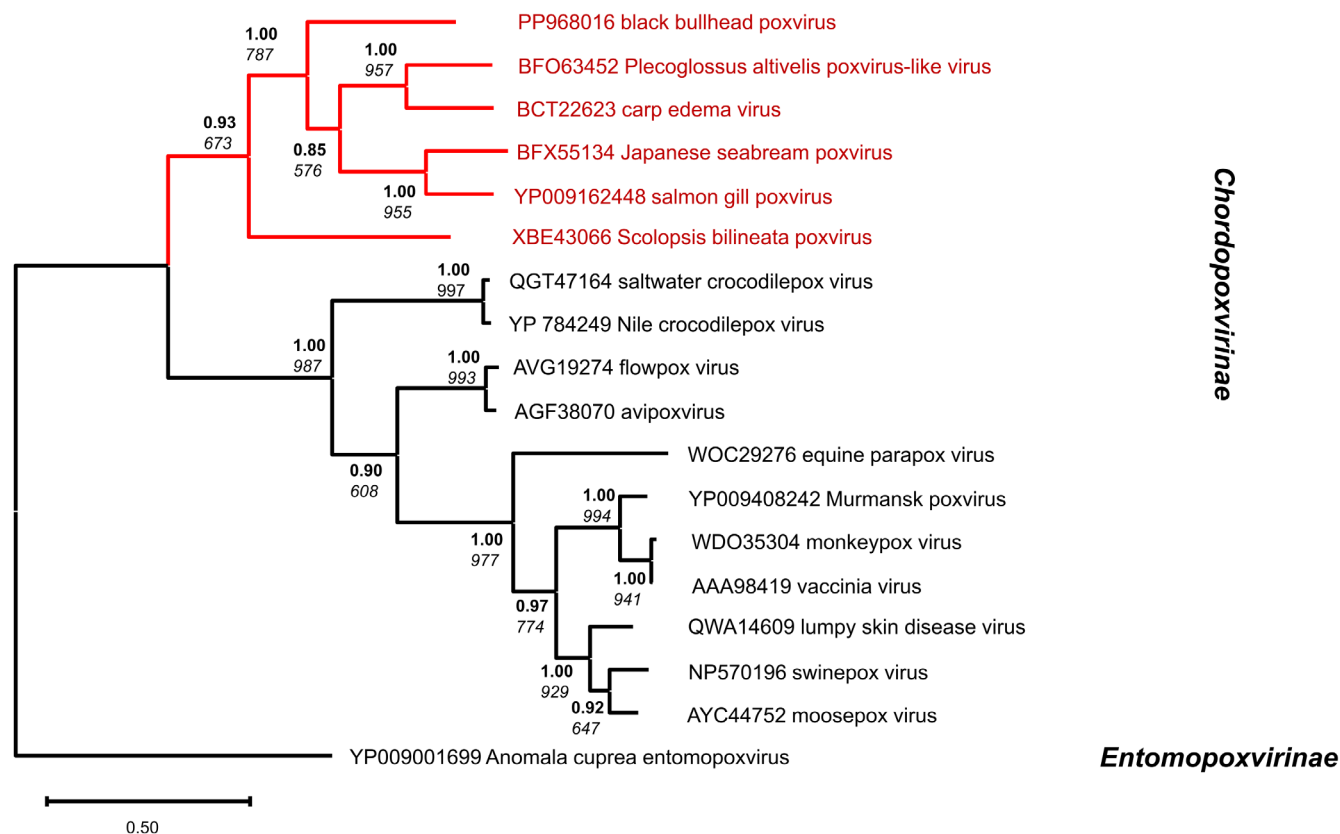 PP968016 black bullhead poxvirus
1.00
787
1.00
957
BFO63452 Plecoglossus altivelis poxvirus-like virus
BCT22623 carp edema virus
0.93
673
0.85
576
BFX55134 Japanese seabream poxvirus
1.00
955
YP009162448 salmon gill poxvirus
XBE43066 Scolopsis bilineata poxvirus
Chordopoxvirinae
1.00
997
QGT47164 saltwater crocodilepox virus
YP 784249 Nile crocodilepox virus
1.00
987
1.00
993
AVG19274 flowpox virus
AGF38070 avipoxvirus
0.90
608
WOC29276 equine parapox virus
1.00
994
YP009408242 Murmansk poxvirus
1.00
977
WDO35304 monkeypox virus
1.00
941
AAA98419 vaccinia virus
0.97
774
QWA14609 lumpy skin disease virus
1.00
929
NP570196 swinepox virus
0.92
647
AYC44752 moosepox virus
YP009001699 Anomala cuprea entomopoxvirus
Entomopoxvirinae
0.50